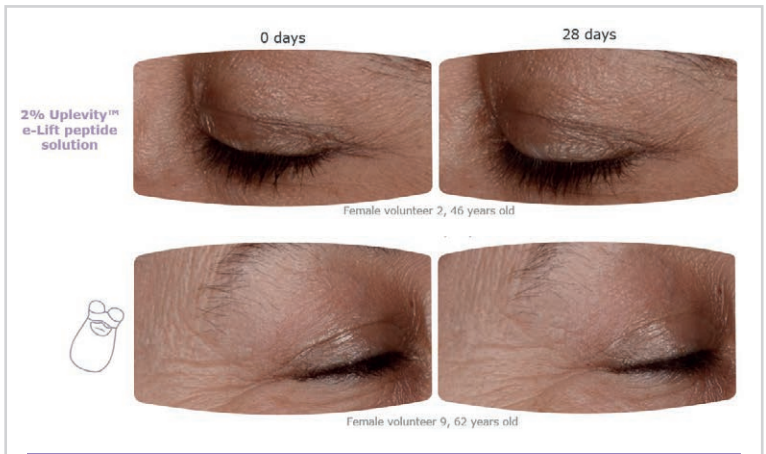 0 days
28 days
2% Uplevity™
e-Lift peptide
solution
Female volunteer 2, 46 years old
Female volunteer 9, 62 years old